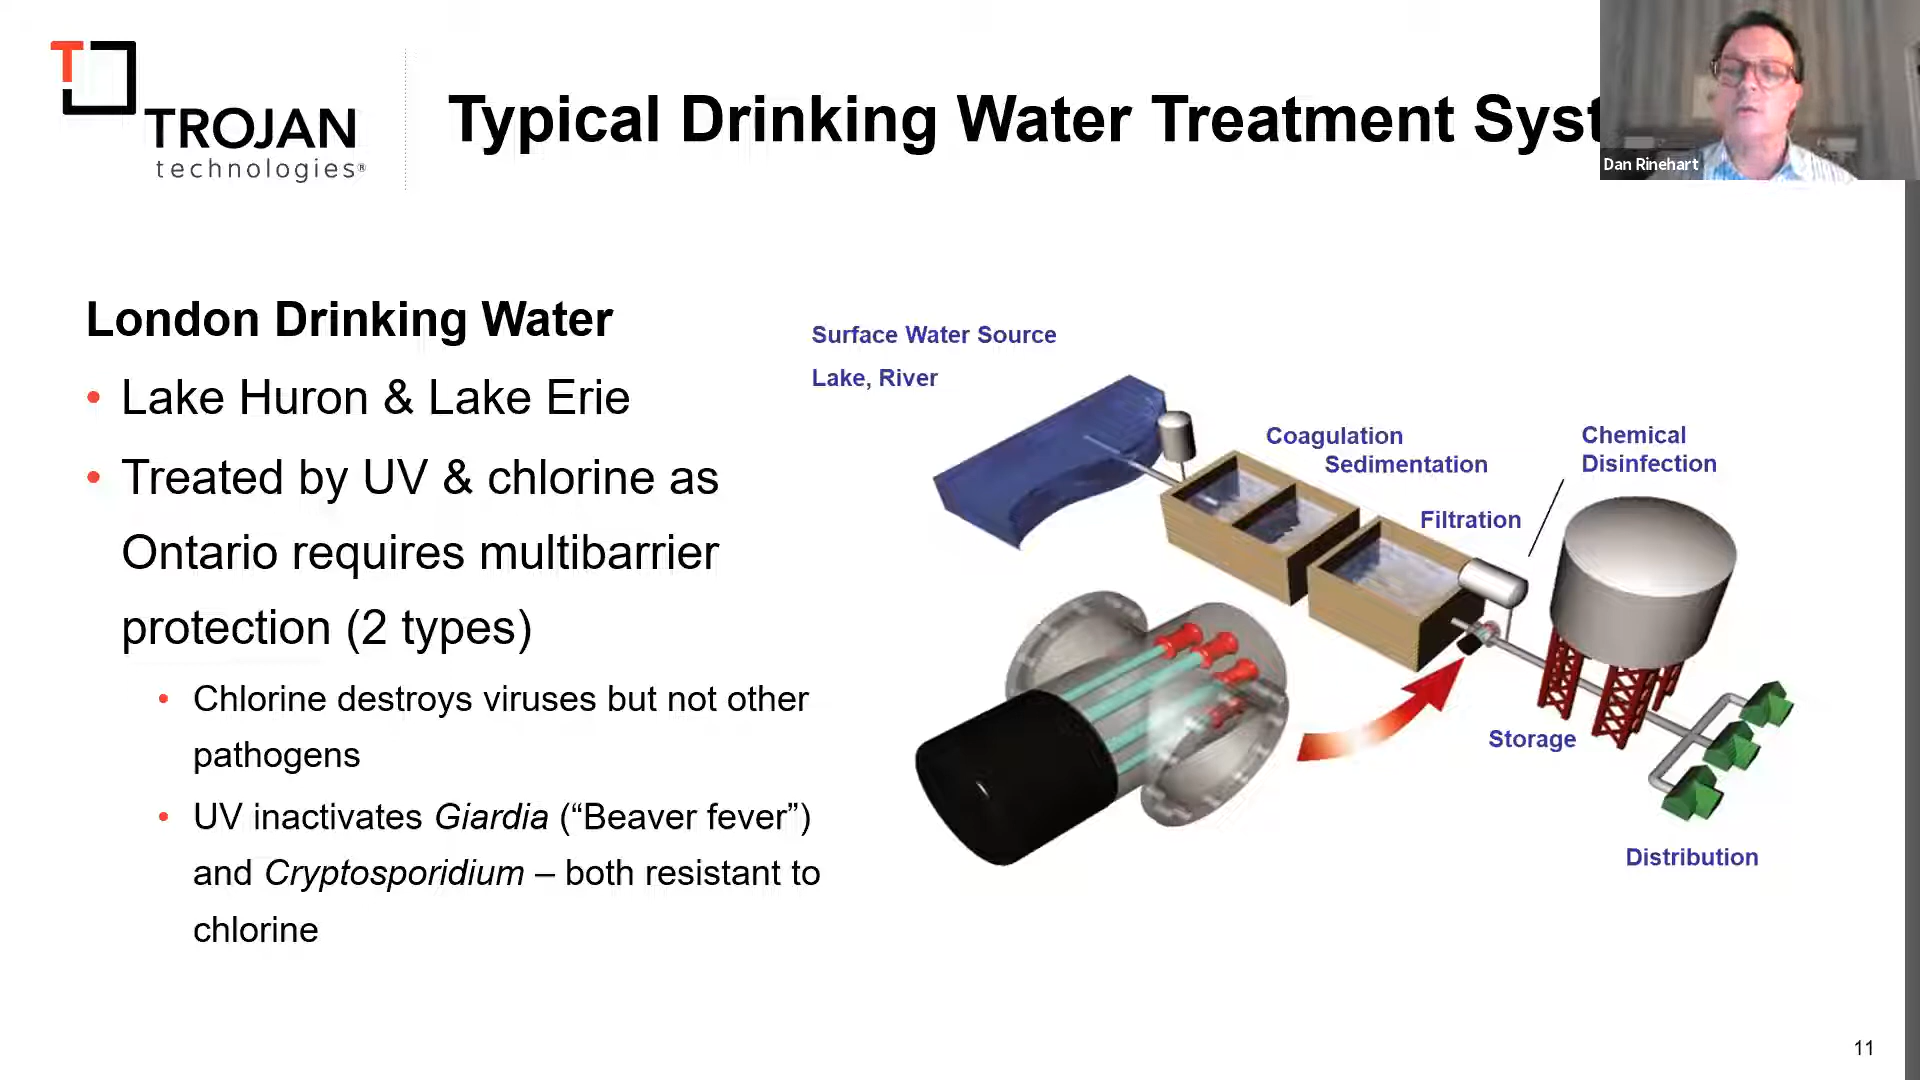 T
TROJAN
technologies®
Typical Drinking Water Treatment Syst
Dan Rinehart
London Drinking Water
• Lake Huron & Lake Erie
• Treated by UV & chlorine as
Ontario requires multibarrier
protection (2 types)
• Chlorine destroys viruses but not other
pathogens
• UV inactivates Giardia (“Beaver fever”)
and Cryptosporidium – both resistant to
chlorine
Surface Water Source
Lake, River
Coagulation
Sedimentation
Filtration
Chemical
Disinfection
Storage
Distribution
11